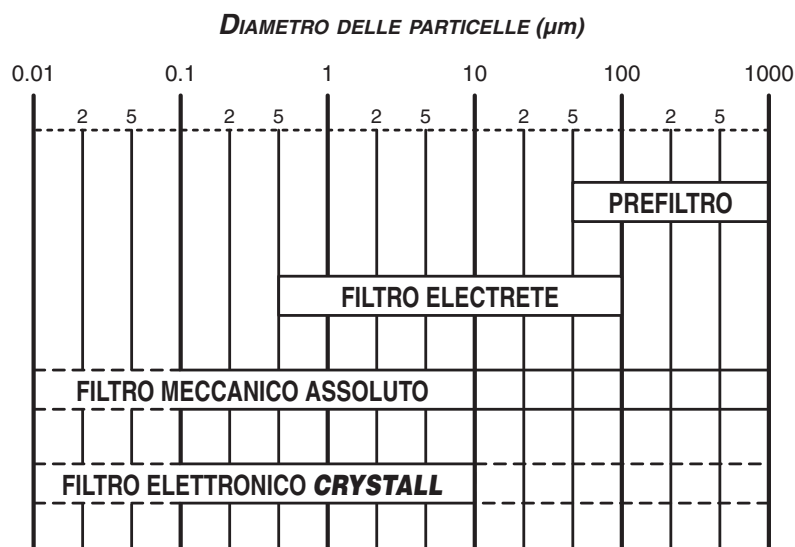 DIAMETRO DELLE PARTICELLE (µm)
0.01 0.1 1 10 100 1000
2 5 2 5 2 5 2 5 2 5
PREFILTRO
FILTRO ELECTRETE
FILTRO MECCANICO ASSOLUTO
FILTRO ELETTRONICO CRYSTALL